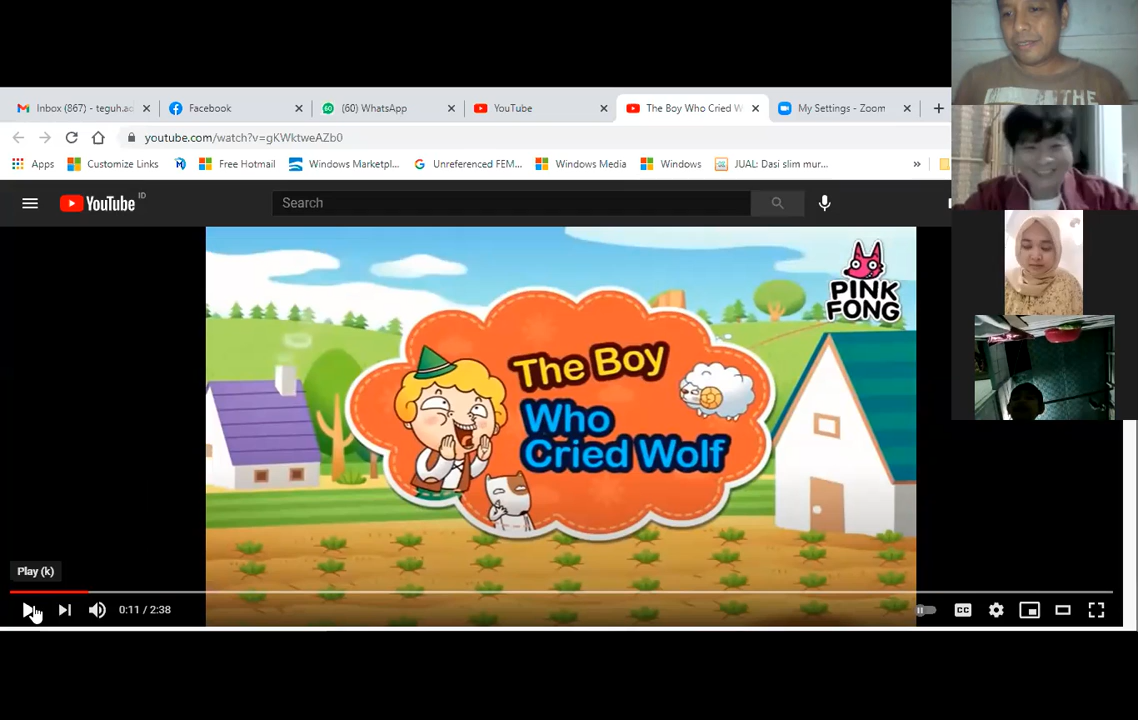 Inbox (867) - teguh.ad
Facebook
(60) WhatsApp
YouTube
The Boy Who Cried W
My Settings - Zoom
youtube.com/watch?v=gKWktweAZb0
Apps
Customize Links
Free Hotmail
Windows Marketpl...
Unreferenced FEM...
Windows Media
Windows
JUAL: Dasi slim mur...
»
YouTube ID
Search
PINK
FONG
The Boy
Who
Cried Wolf
Play (k)
0:11 / 2:38
CC